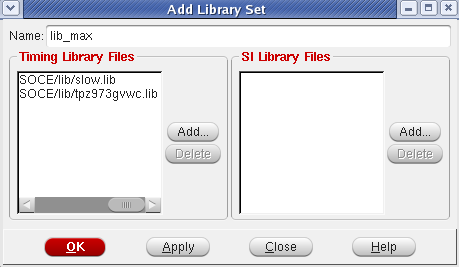 Add Library Set
Name: lib_max
Timing Library Files
SI Library Files
SOCE/lib/slow.lib
SOCE/lib/tpz973gvwc.lib
Add...
Delete
Add...
Delete
OK
Apply
Close
Help